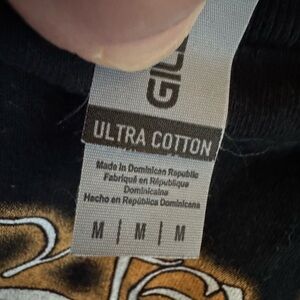 GIL
ULTRA COTTON
Made in Dominican Republic
Fabriqué en République
Dominicaine
Hecho en República Dominicana
M | M | M